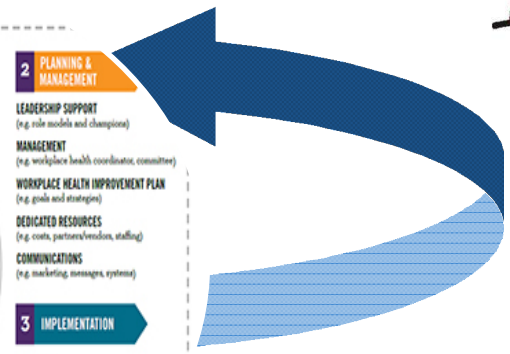 2 PLANNING &
MANAGEMENT
LEADERSHIP SUPPORT
(e.g. role models and champions)
MANAGEMENT
(e.g. workplace health coordinator, committee)
WORKPLACE HEALTH IMPROVEMENT PLAN
(e.g. goals and strategies)
DEDICATED RESOURCES
(e.g. costs, partners/vendors, staffing)
COMMUNICATIONS
(e.g. marketing, messages, systems)
3 IMPLEMENTATION